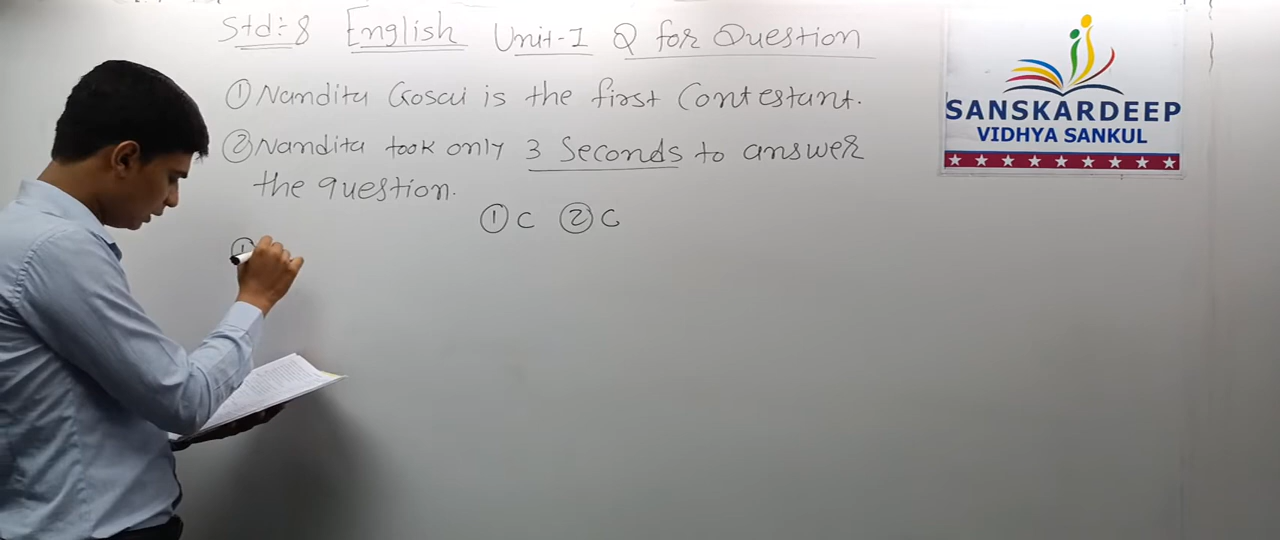 Std:- 8 English Unit-1 Q for Question
① Nandita Gosai is the first Contestant.
② Nandita took only 3 Seconds to answer
the question.
① C ② C
①
SANSKARDEEP
VIDHYA SANKUL